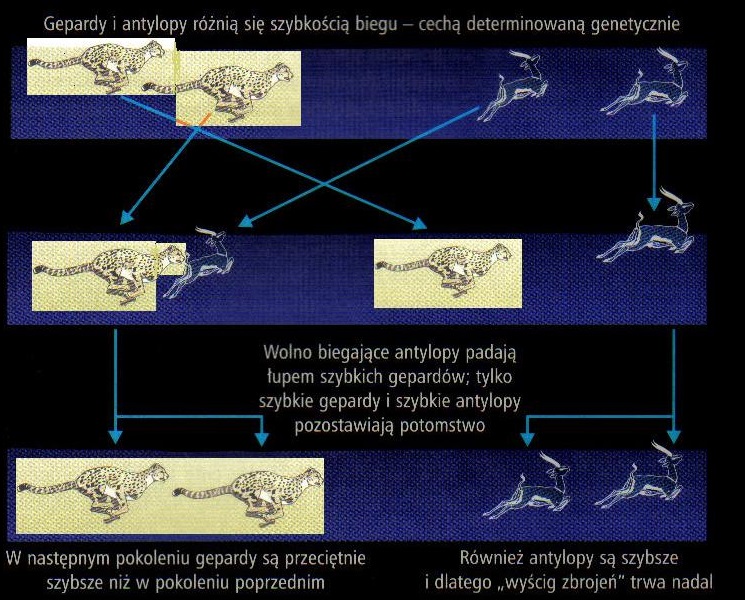 Gepardy i antylopy różnią się szybkością biegu – cechą determinowaną genetycznie
Wolno biegające antylopy padają
łupem szybkich gepardów; tylko
szybkie gepardy i szybkie antylopy
pozostawiają potomstwo
W następnym pokoleniu gepardy są przeciętnie
szybsze niż w pokoleniu poprzednim
Również antylopy są szybsze
i dlatego „wyścig zbrojeń” trwa nadal